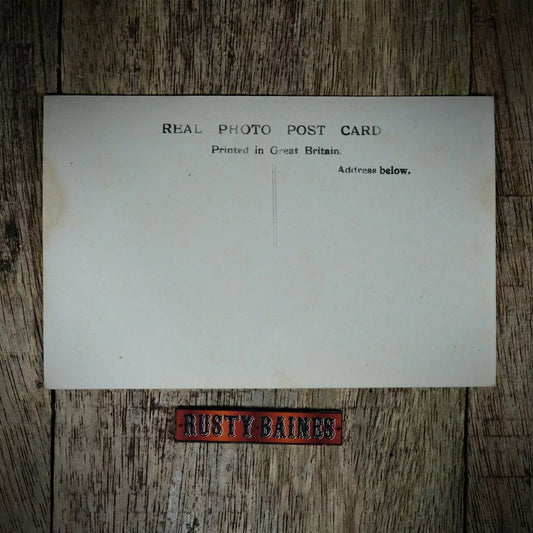 REAL PHOTO POST CARD
Printed in Great Britain.
Address below.
RUSTY-BAINES